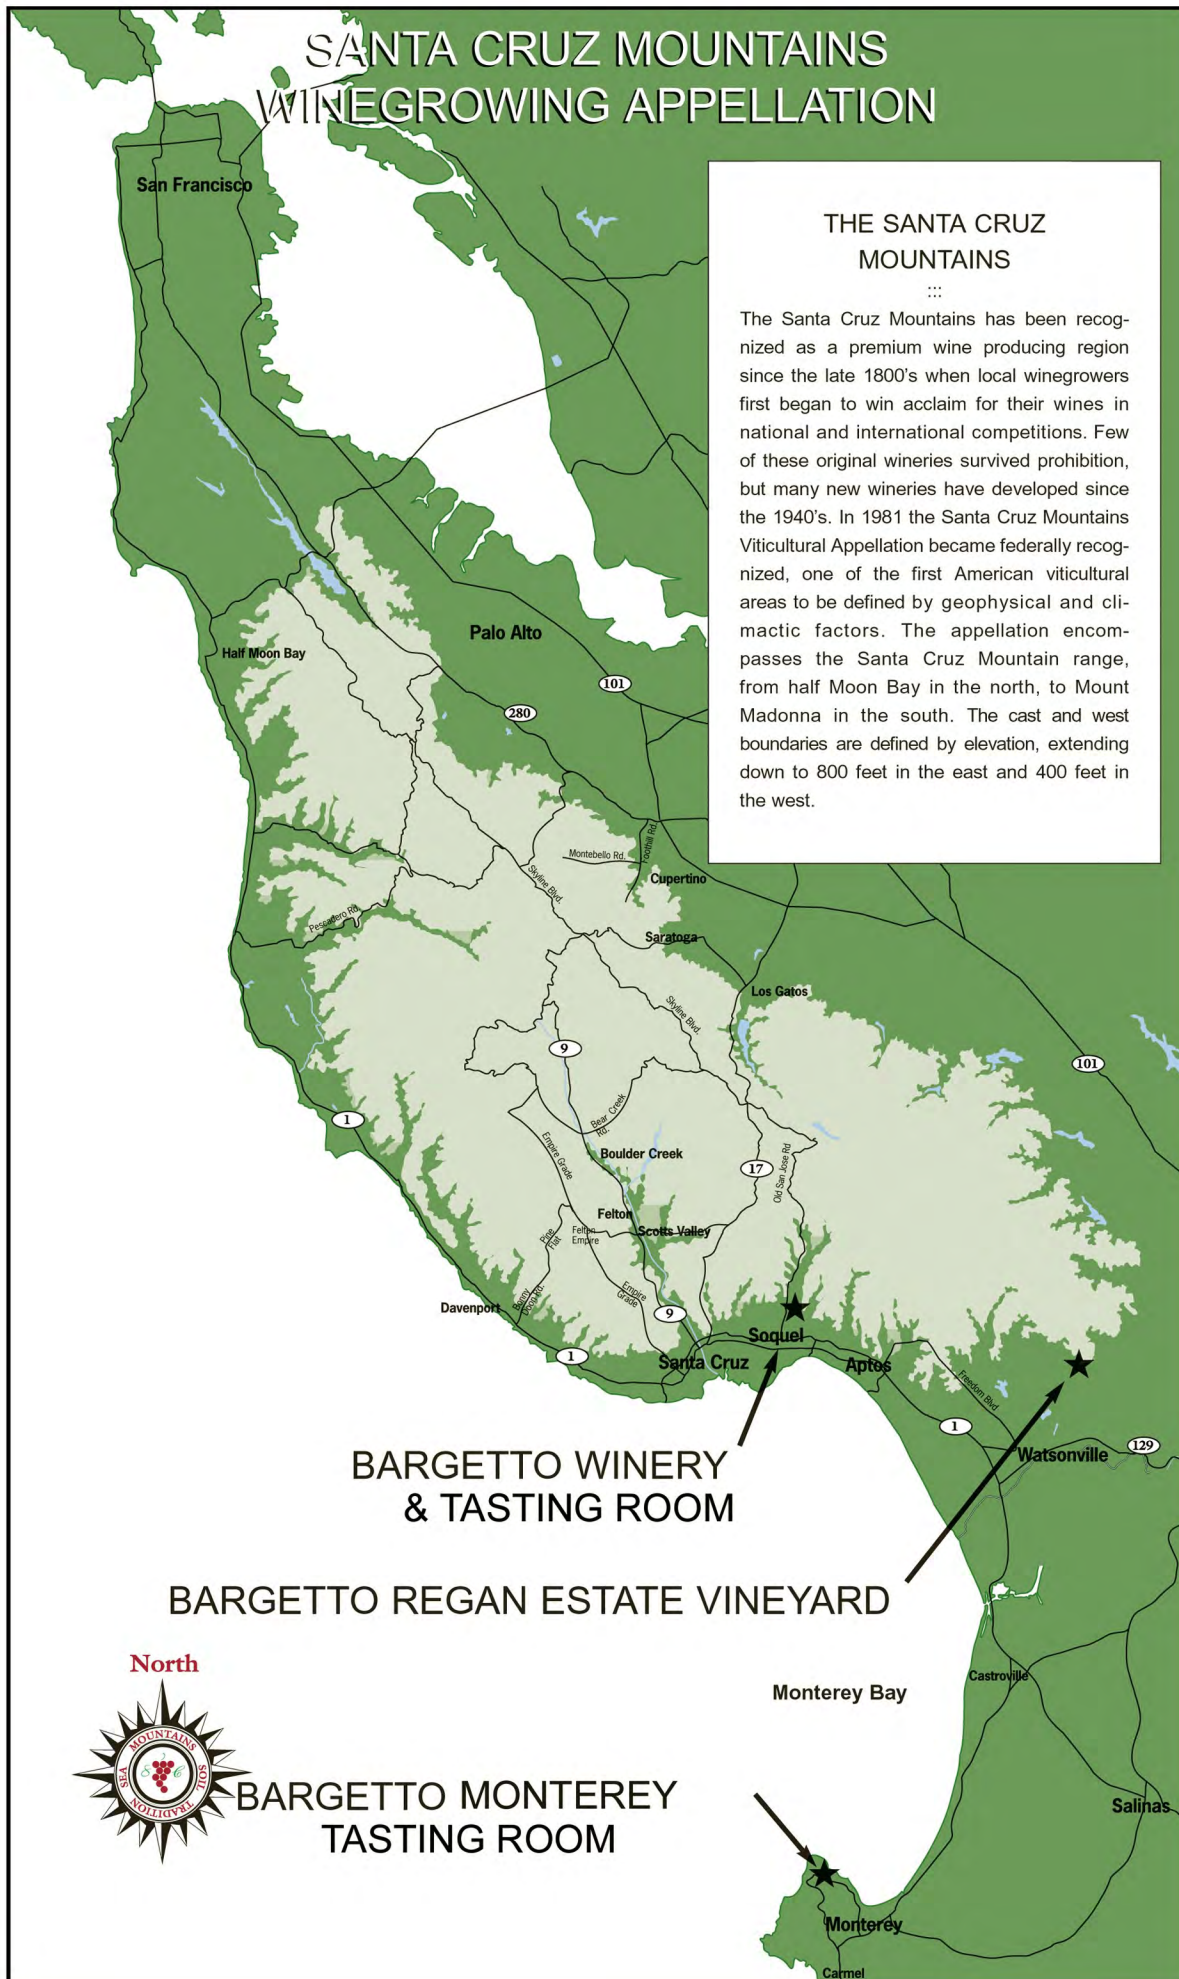 SANTA CRUZ MOUNTAINS
WINEGROWING APPELLATION
San Francisco
THE SANTA CRUZ
MOUNTAINS
:::
The Santa Cruz Mountains has been recog-
nized as a premium wine producing region
since the late 1800's when local winegrowers
first began to win acclaim for their wines in
national and international competitions. Few
of these original wineries survived prohibition,
but many new wineries have developed since
the 1940's. In 1981 the Santa Cruz Mountains
Viticultural Appellation became federally recog-
nized, one of the first American viticultural
areas to be defined by geophysical and cli-
mactic factors. The appellation encom-
passes the Santa Cruz Mountain range,
from half Moon Bay in the north, to Mount
Madonna in the south. The cast and west
boundaries are defined by elevation, extending
down to 800 feet in the east and 400 feet in
the west.
Palo Alto
Half Moon Bay
101
280
Foothill Rd.
Montebello Rd.
Skyline Blvd.
Cupertino
Pescadero Rd.
Saratoga
Los Gatos
Skyline Blvd.
9
101
1
Bear Creek
Rd.
Empire Grade
Boulder Creek
17
Old San Jose Rd
Felton
Scotts Valley
Pine
Flat
Felton
Empire
Empire
Grade
Bonny
Doon Rd.
Davenport
9
Soquel
1
Santa Cruz
Aptos
Freedom Blvd
1
Watsonville
129
BARGETTO WINERY
& TASTING ROOM
BARGETTO REGAN ESTATE VINEYARD
North
MOUNTAINS
SOIL
TRADITION
SEA
Castroville
Monterey Bay
BARGETTO MONTEREY
TASTING ROOM
Salinas
Monterey
Carmel